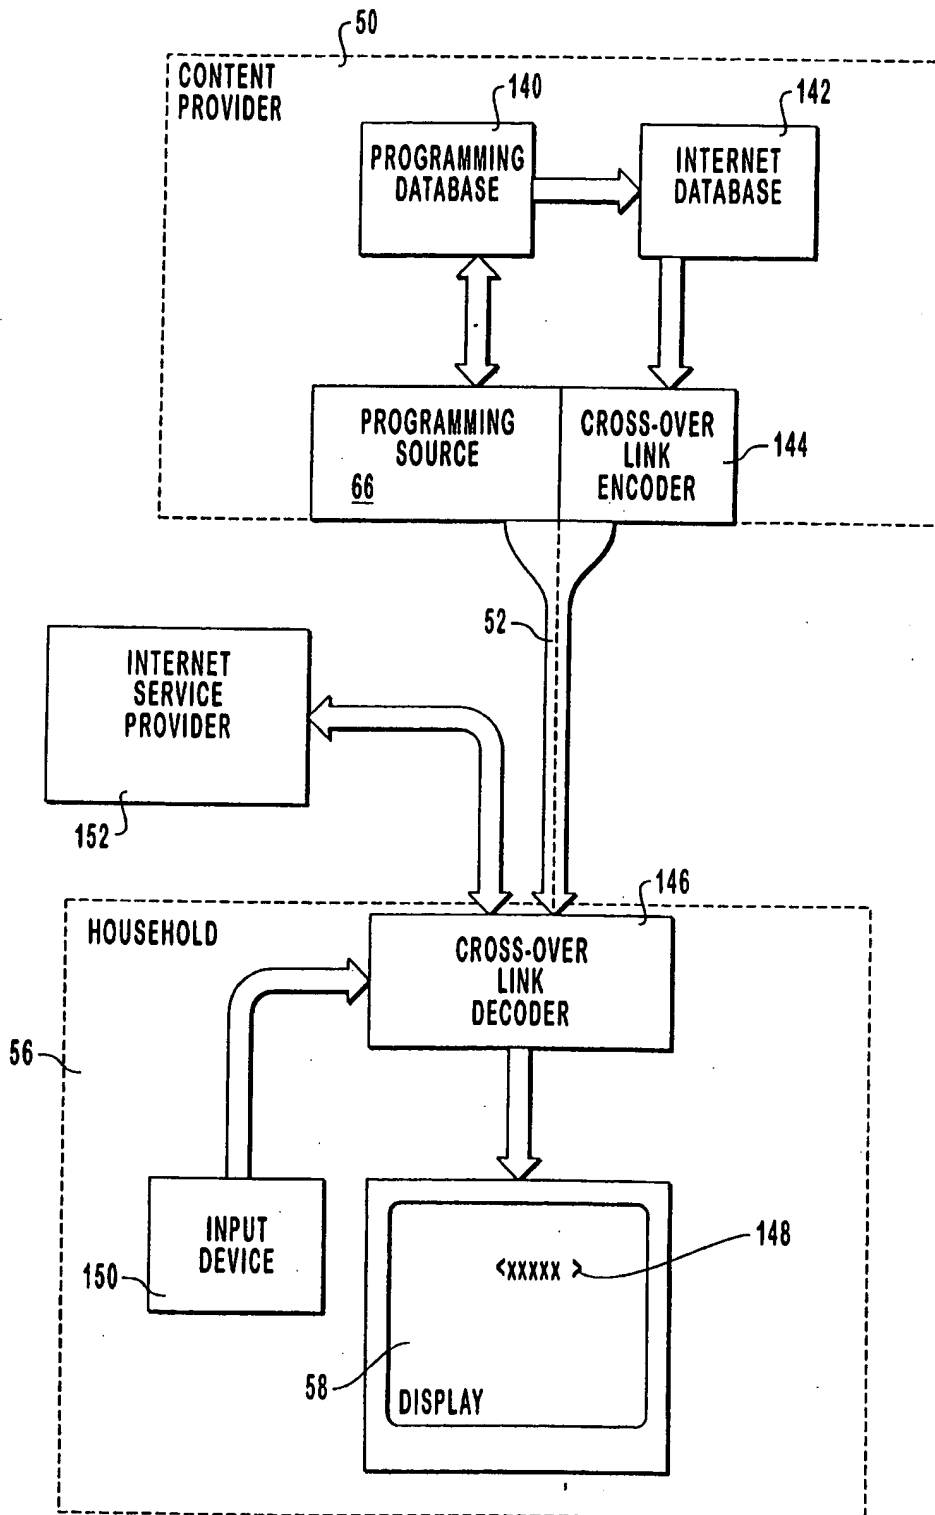 50
CONTENT
PROVIDER
140
142
PROGRAMMING
DATABASE
INTERNET
DATABASE
PROGRAMMING
SOURCE
66
CROSS-OVER
LINK
ENCODER
144
52
INTERNET
SERVICE
PROVIDER
152
146
HOUSEHOLD
CROSS-OVER
LINK
DECODER
56
INPUT
DEVICE
150
<XXXXX >
148
58
DISPLAY